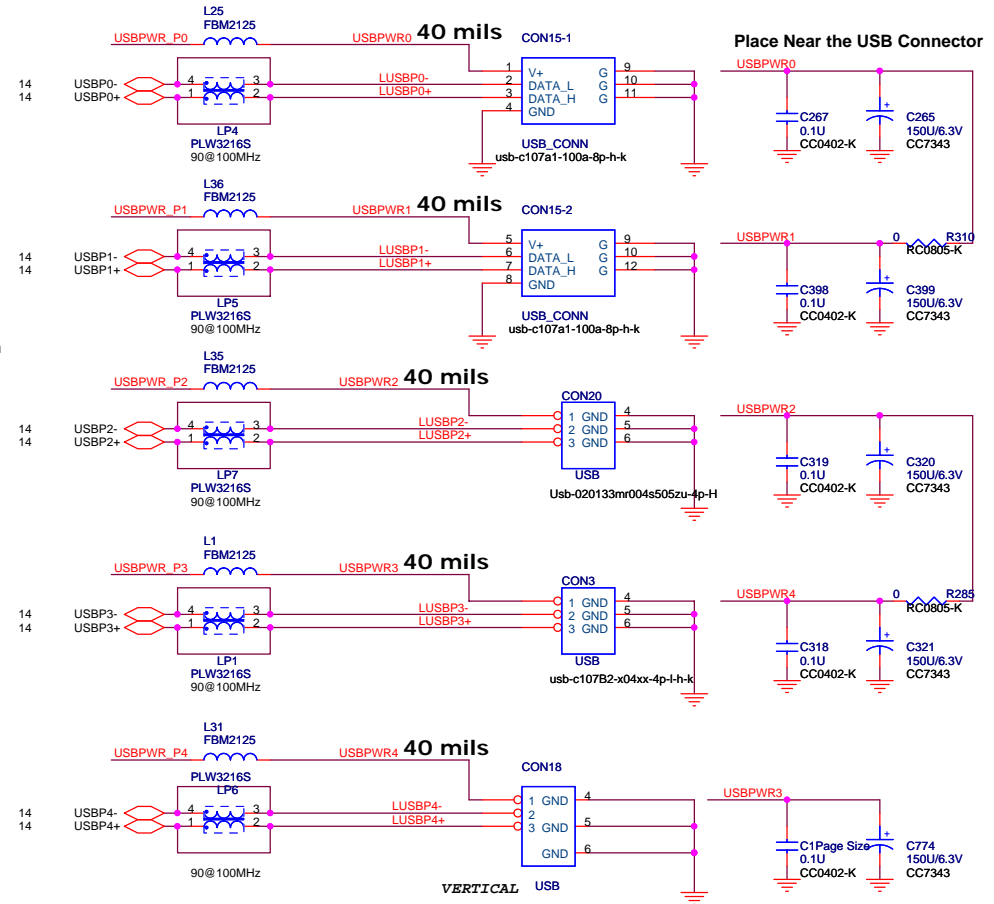 L25
FBM2125
USBPWR_P0
USBPWR0
40 mils
CON15-1
14 USBP0-
14 USBP0+
4 3
1 2
LUSBP0-
LUSBP0+
LP4
PLW3216S
90@100MHz
1 V+ G 9
2 DATA_L G 10
3 DATA_H G 11
4 GND
USB_CONN
usb-c107a1-100a-8p-h-k
Place Near the USB Connector
USBPWR0
C267
0.1U
CC0402-K
+
C265
150U/6.3V
CC7343
L36
FBM2125
USBPWR_P1
USBPWR1
40 mils
CON15-2
14 USBP1-
14 USBP1+
4 3
1 2
LUSBP1-
LUSBP1+
LP5
PLW3216S
90@100MHz
5 V+ G 9
6 DATA_L G 10
7 DATA_H G 12
8 GND
USB_CONN
usb-c107a1-100a-8p-h-k
USBPWR1
0 R310
RC0805-K
C398
0.1U
CC0402-K
+
C399
150U/6.3V
CC7343
L35
FBM2125
USBPWR_P2
USBPWR2
40 mils
CON20
14 USBP2-
14 USBP2+
4 3
1 2
LUSBP2-
LUSBP2+
LP7
PLW3216S
90@100MHz
1 GND 4
2 GND 5
3 GND 6
USB
Usb-020133mr004s505zu-4p-H
USBPWR2
C319
0.1U
CC0402-K
+
C320
150U/6.3V
CC7343
L1
FBM2125
USBPWR_P3
USBPWR3
40 mils
CON3
14 USBP3-
14 USBP3+
4 3
1 2
LUSBP3-
LUSBP3+
LP1
PLW3216S
90@100MHz
1 GND 4
2 GND 5
3 GND 6
USB
usb-c107B2-x04xx-4p-l-h-k
USBPWR4
0 R285
RC0805-K
C318
0.1U
CC0402-K
+
C321
150U/6.3V
CC7343
L31
FBM2125
USBPWR_P4
USBPWR4
40 mils
CON18
PLW3216S
LP6
14 USBP4-
14 USBP4+
4 3
1 2
LUSBP4-
LUSBP4+
90@100MHz
1 GND 4
2
3 GND 5
GND 6
VERTICAL USB
USBPWR3
C1Page Size
0.1U
CC0402-K
+
C774
150U/6.3V
CC7343